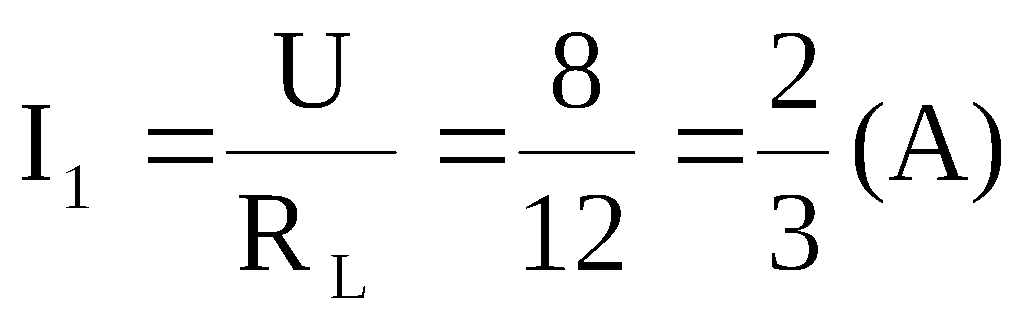 I₁ = U/R_L = 8/12 = 2/3 (A)